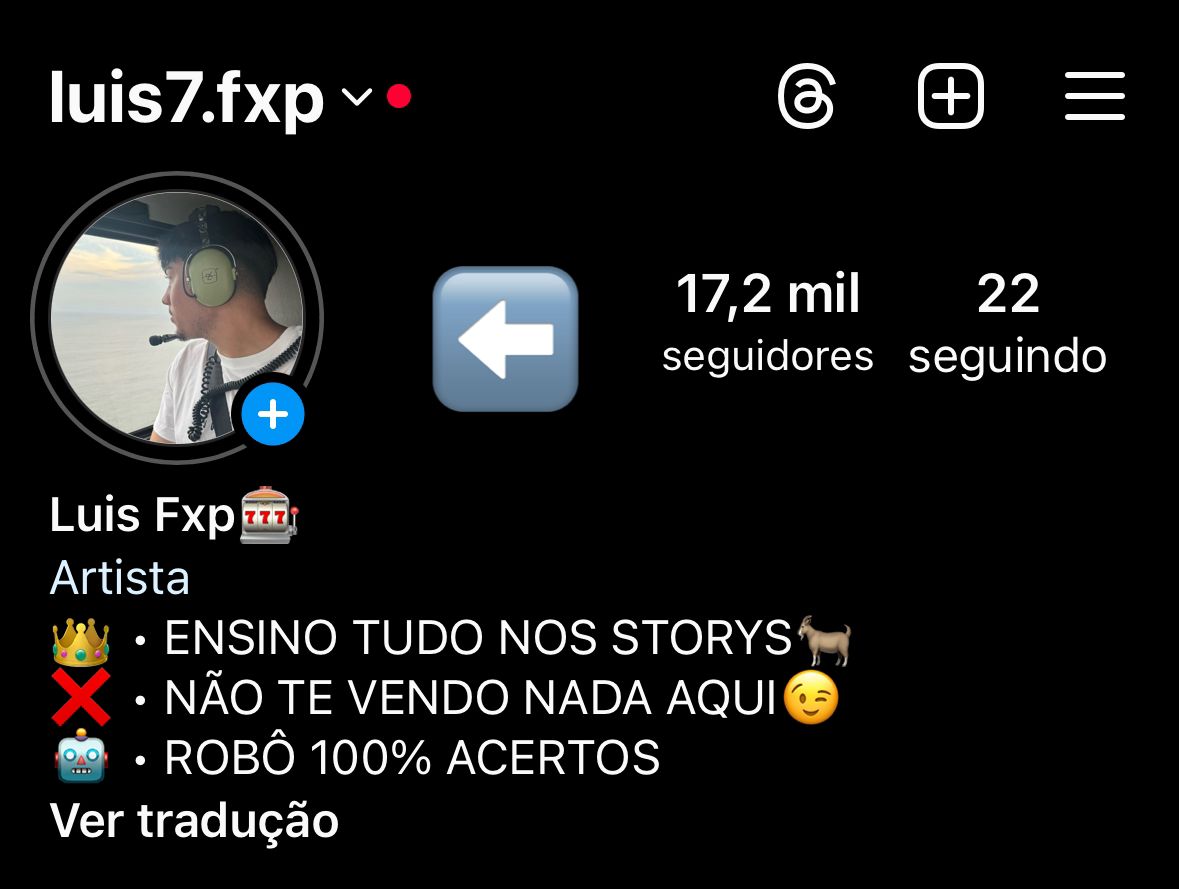 luis7.fxp
17,2 mil
seguidores
22
seguindo
Luis Fxp
Artista
• ENSINO TUDO NOS STORYS
• NÃO TE VENDO NADA AQUI
• ROBÔ 100% ACERTOS
Ver tradução